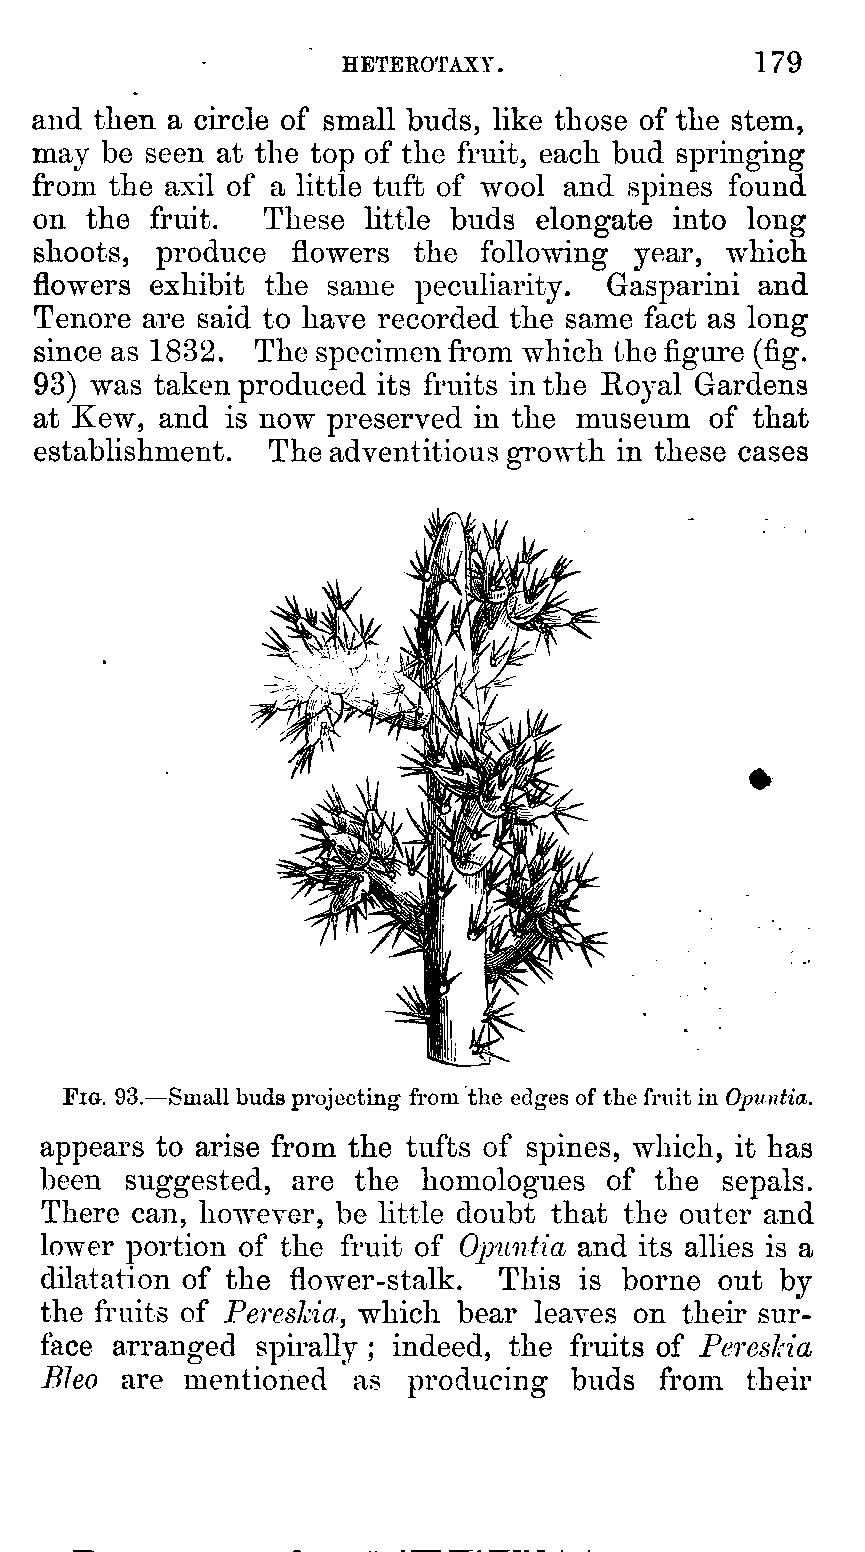 HETEROTAXY. 179
and then a circle of small buds, like those of the stem,
may be seen at the top of the fruit, each bud springing
from the axil of a little tuft of wool and spines found
on the fruit. These little buds elongate into long
shoots, produce flowers the following year, which
flowers exhibit the same peculiarity. Gasparini and
Tenore are said to have recorded the same fact as long
since as 1832. The specimen from which the figure (fig.
93) was taken produced its fruits in the Royal Gardens
at Kew, and is now preserved in the museum of that
establishment. The adventitious growth in these cases
FIG. 93.—Small buds projecting from the edges of the fruit in Opuntia.
appears to arise from the tufts of spines, which, it has
been suggested, are the homologues of the sepals.
There can, however, be little doubt that the outer and
lower portion of the fruit of Opuntia and its allies is a
dilatation of the flower-stalk. This is borne out by
the fruits of Pereskia, which bear leaves on their sur-
face arranged spirally ; indeed, the fruits of Pereskia
Bleo are mentioned as producing buds from their